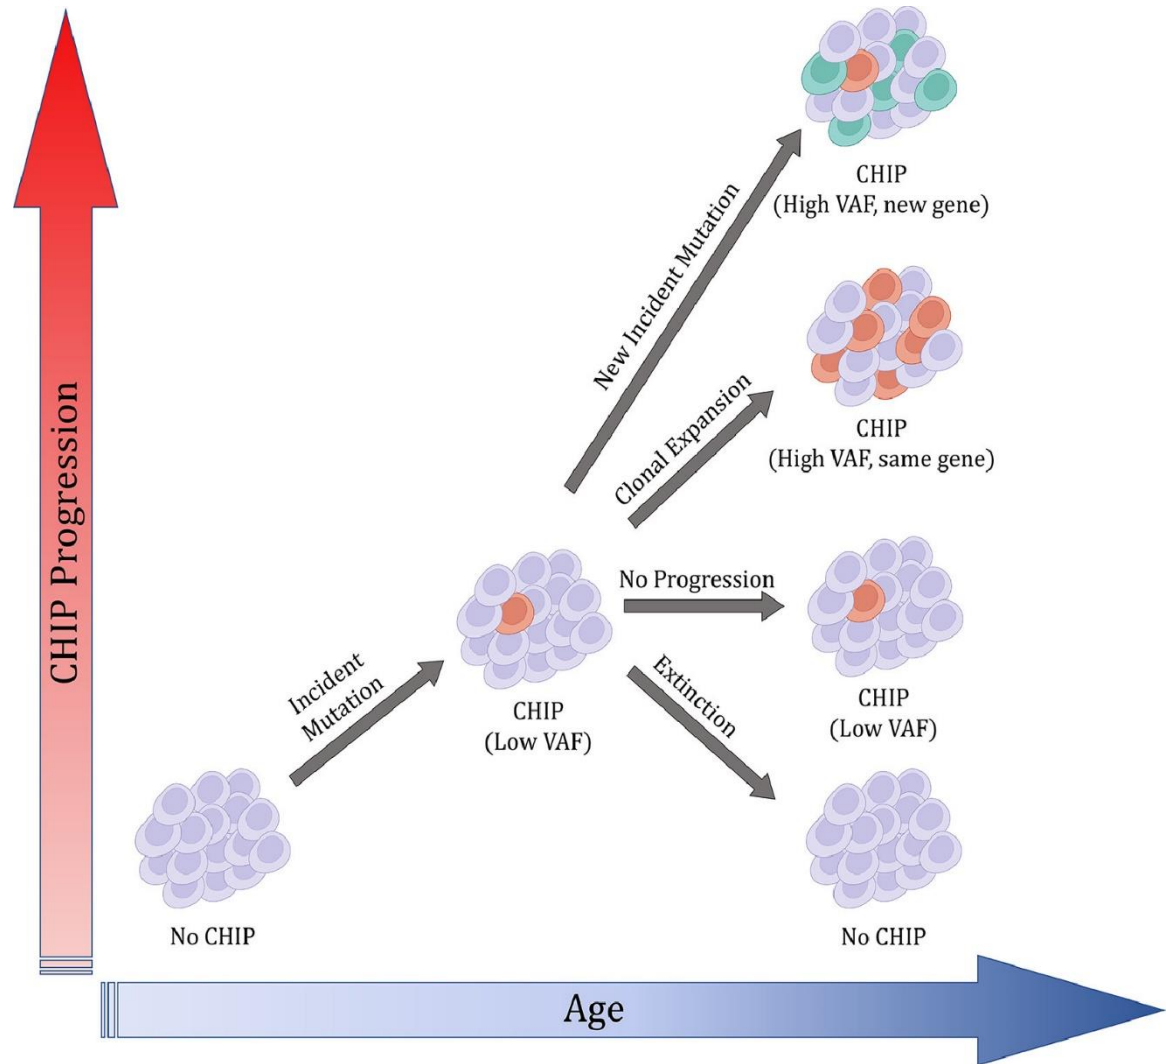 CHIP Progression
CHIP
(High VAF, new gene)
New Incident Mutation
CHIP
(High VAF, same gene)
Clonal Expansion
No Progression
CHIP
(Low VAF)
Extinction
Incident
Mutation
CHIP
(Low VAF)
No CHIP
No CHIP
Age